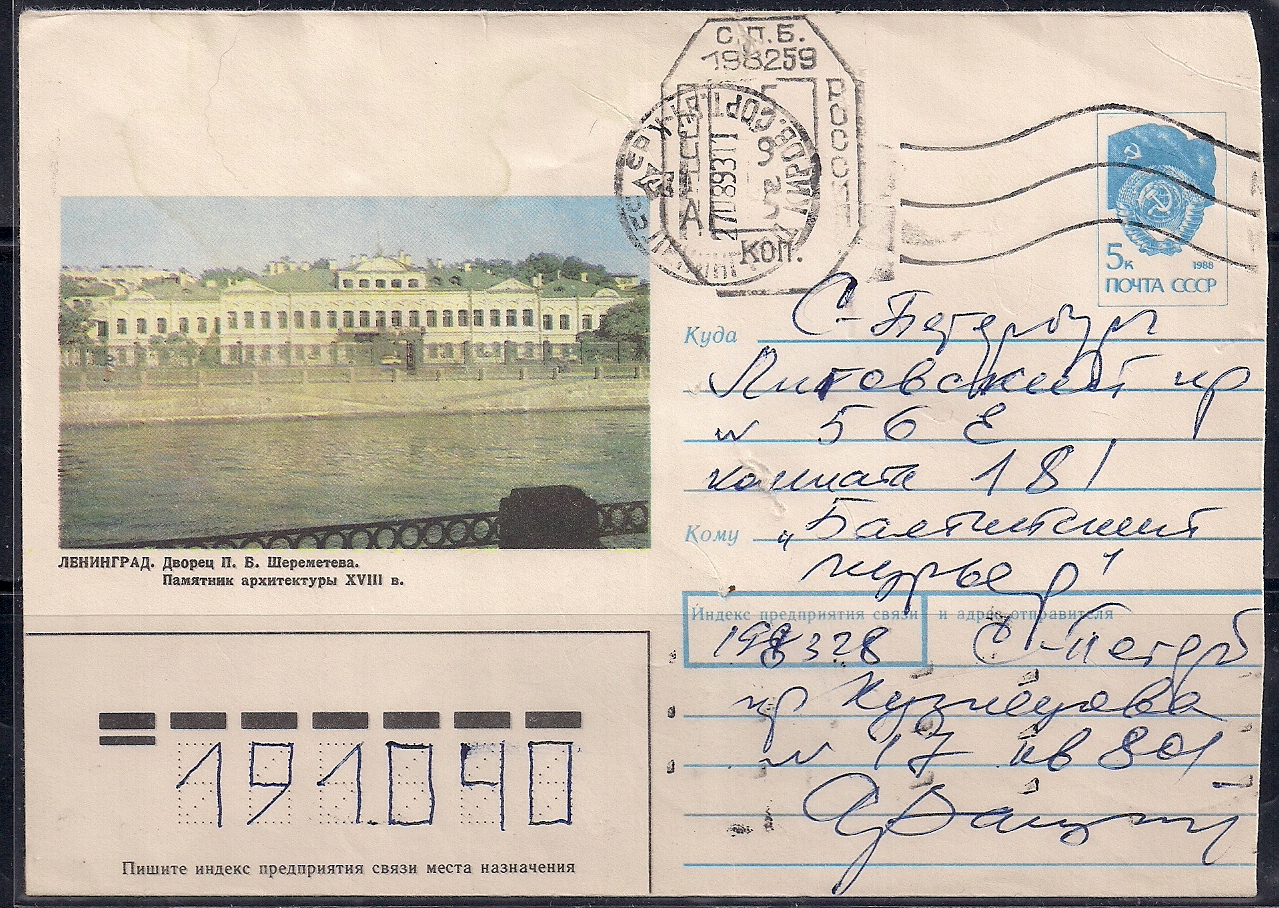 С.П.Б.
198259
РОССИЯ
270893 11
КОП.
5к 1988
ПОЧТА СССР
Куда С-Петербург
Лиговский пр
н 56 Е
комната 181
Кому „Балтийский
курьер"
ЛЕНИНГРАД. Дворец П. Б. Шереметева.
Памятник архитектуры XVIII в.
Индекс предприятия связи и адрес отправителя
198328 С-Петерб
пр Кузнецова
н 17 кв 801
191040
Пишите индекс предприятия связи места назначения